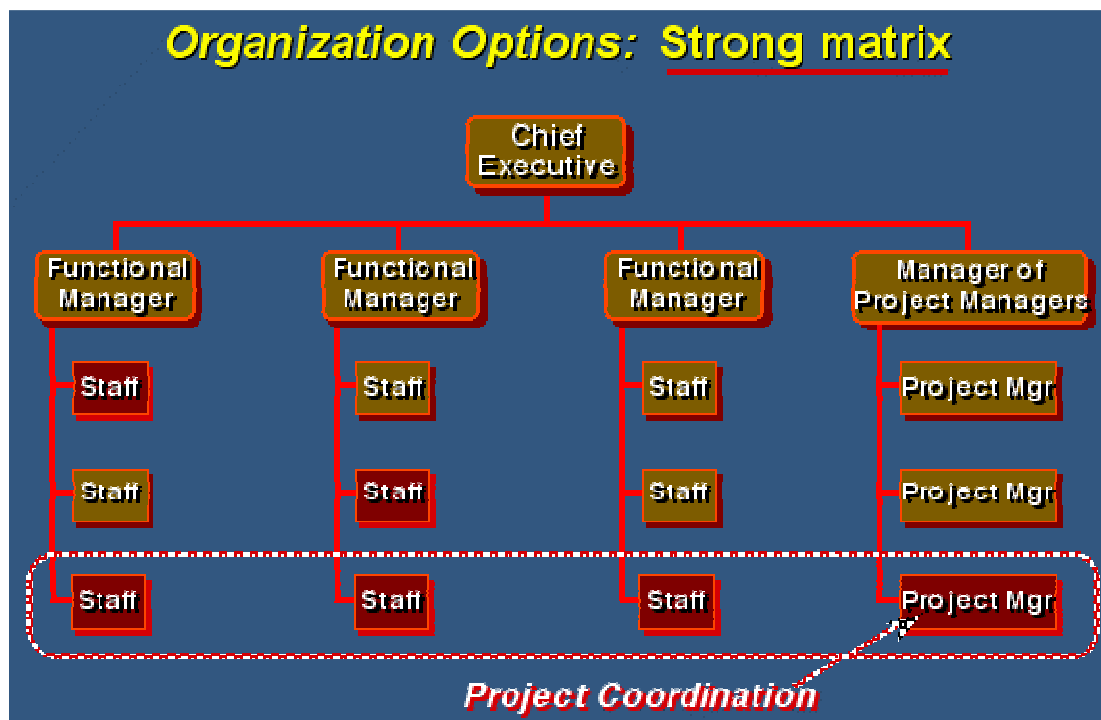 Organization Options: Strong matrix
Chief
Executive
Functional
Manager
Functional
Manager
Functional
Manager
Manager of
Project Managers
Staff
Staff
Staff
Project Mgr
Staff
Staff
Staff
Project Mgr
Staff
Staff
Staff
Project Mgr
Project Coordination